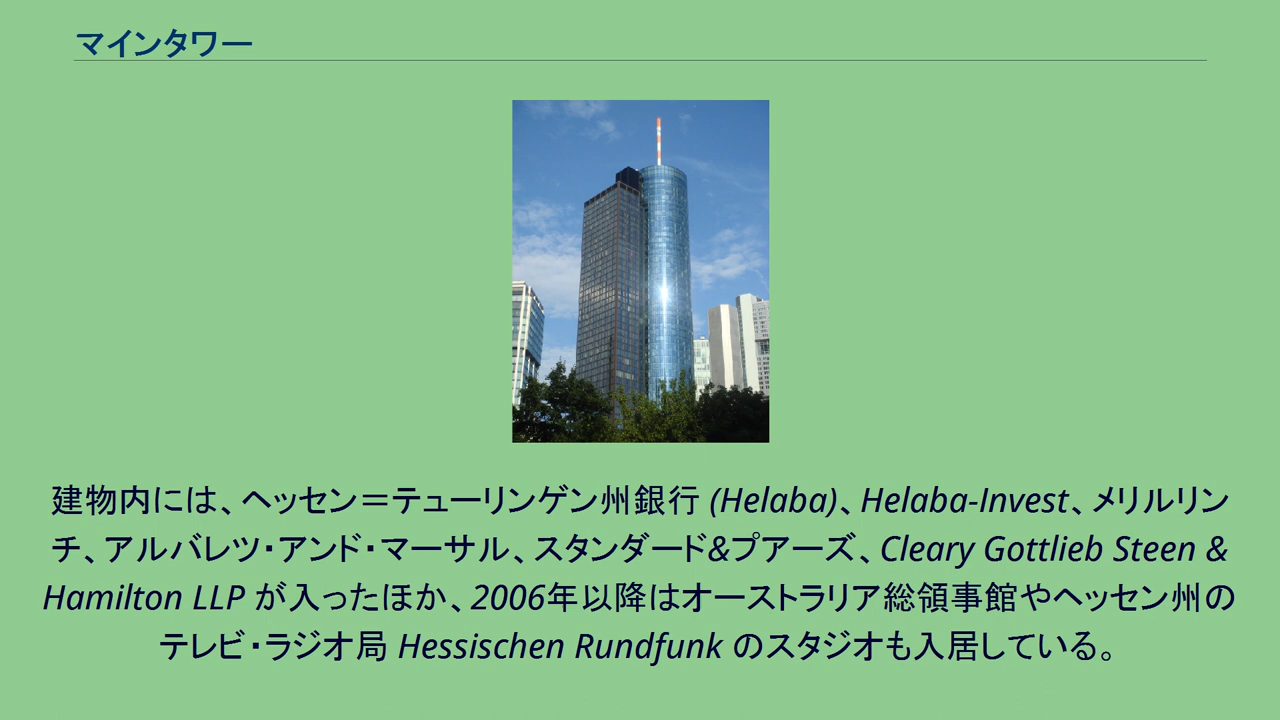 マインタワー
建物内には、ヘッセン＝テューリンゲン州銀行 (Helaba)、Helaba-Invest、メリルリン
チ、アルバレツ・アンド・マーサル、スタンダード&プアーズ、Cleary Gottlieb Steen &
Hamilton LLP が入ったほか、2006年以降はオーストラリア総領事館やヘッセン州の
テレビ・ラジオ局 Hessischen Rundfunk のスタジオも入居している。